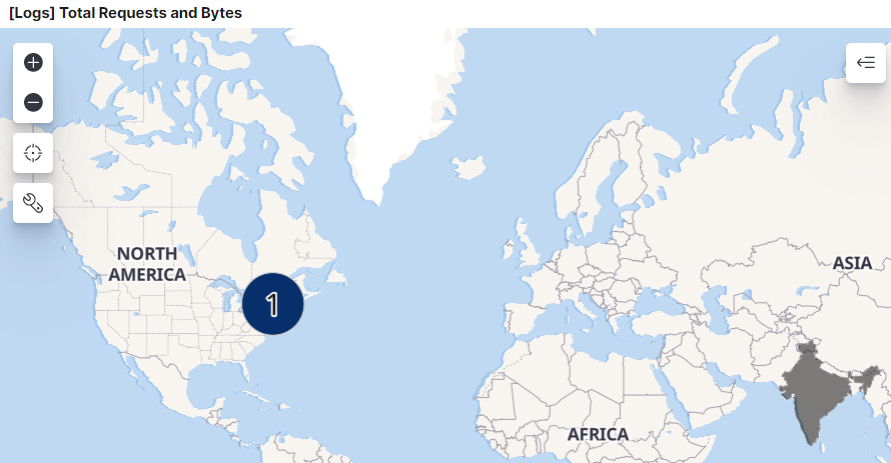 [Logs] Total Requests and Bytes
NORTH
AMERICA
1
ASIA
AFRICA